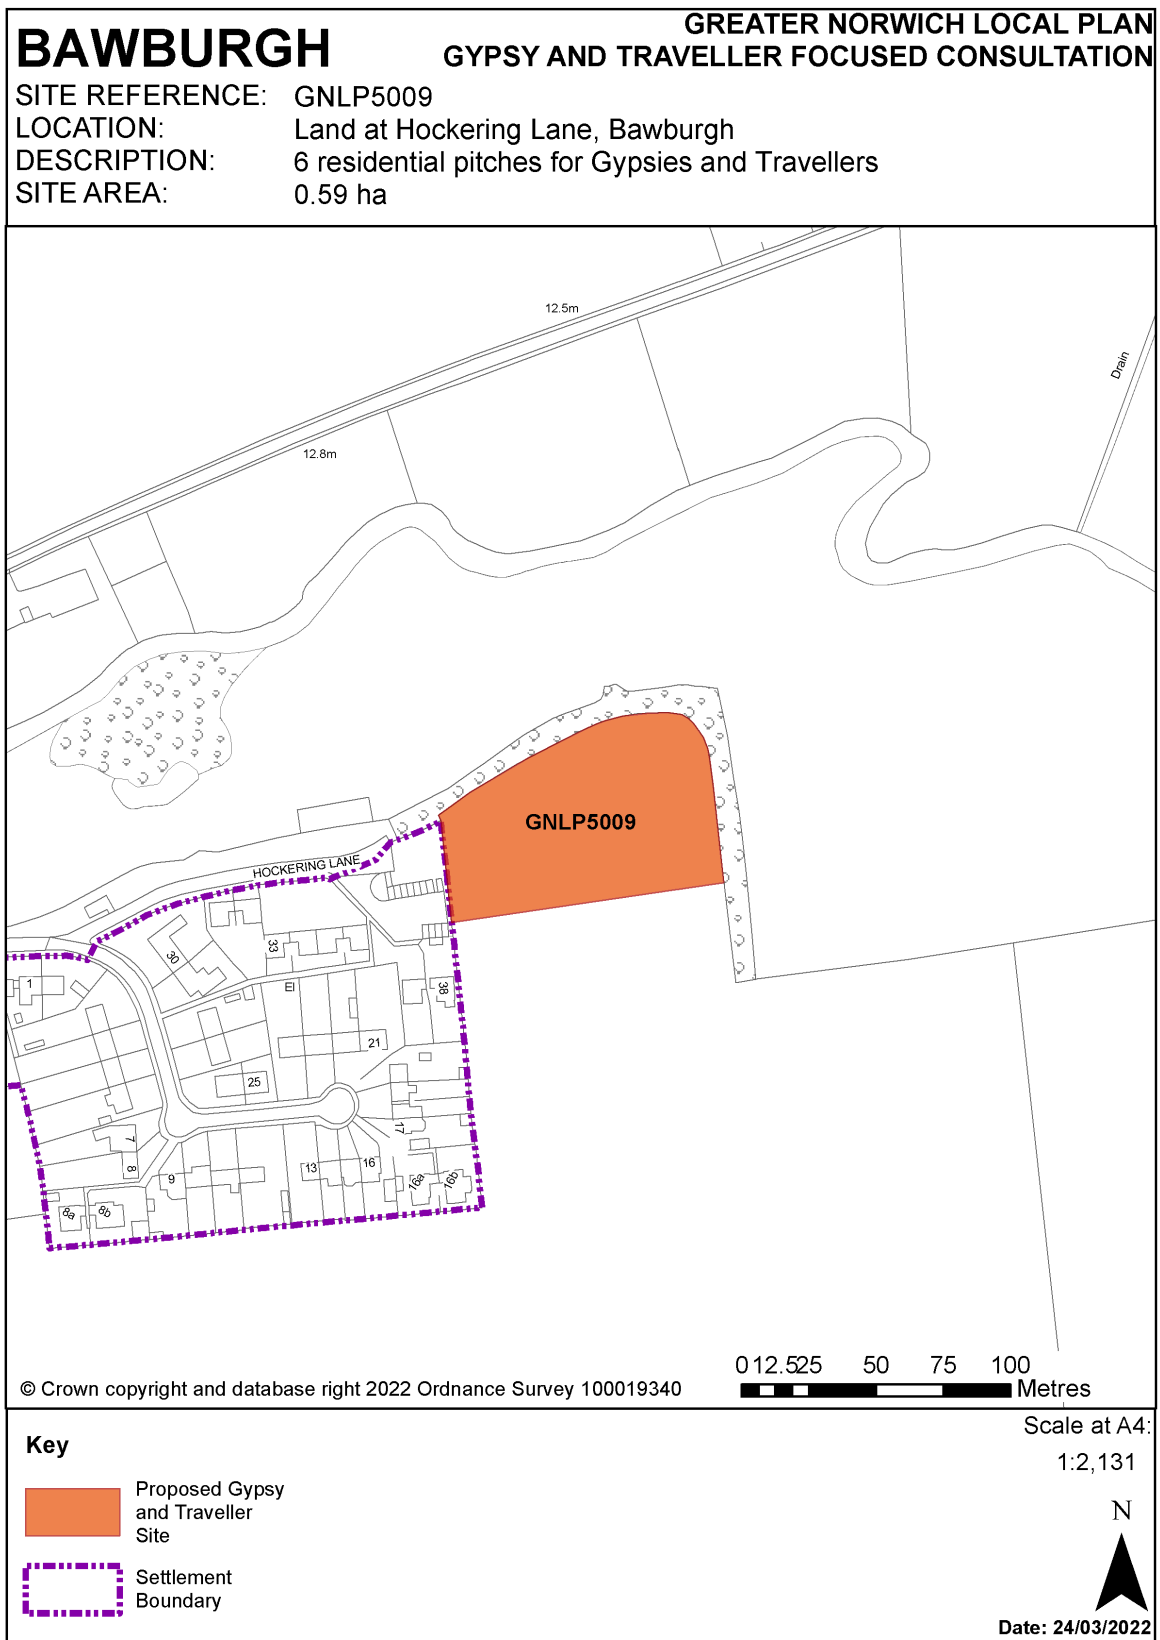 BAWBURGH
GREATER NORWICH LOCAL PLAN
GYPSY AND TRAVELLER FOCUSED CONSULTATION
SITE REFERENCE: GNLP5009
LOCATION: Land at Hockering Lane, Bawburgh
DESCRIPTION: 6 residential pitches for Gypsies and Travellers
SITE AREA: 0.59 ha
12.5m
Drain
12.8m
GNLP5009
HOCKERING LANE
33
30
1
El
38
21
25
7
8
17
9
13
16
16a
16b
8a
8b
0 12.5 25 50 75 100
Metres
© Crown copyright and database right 2022 Ordnance Survey 100019340
Scale at A4:
1:2,131
Key
Proposed Gypsy
and Traveller
Site
Settlement
Boundary
N
Date: 24/03/2022